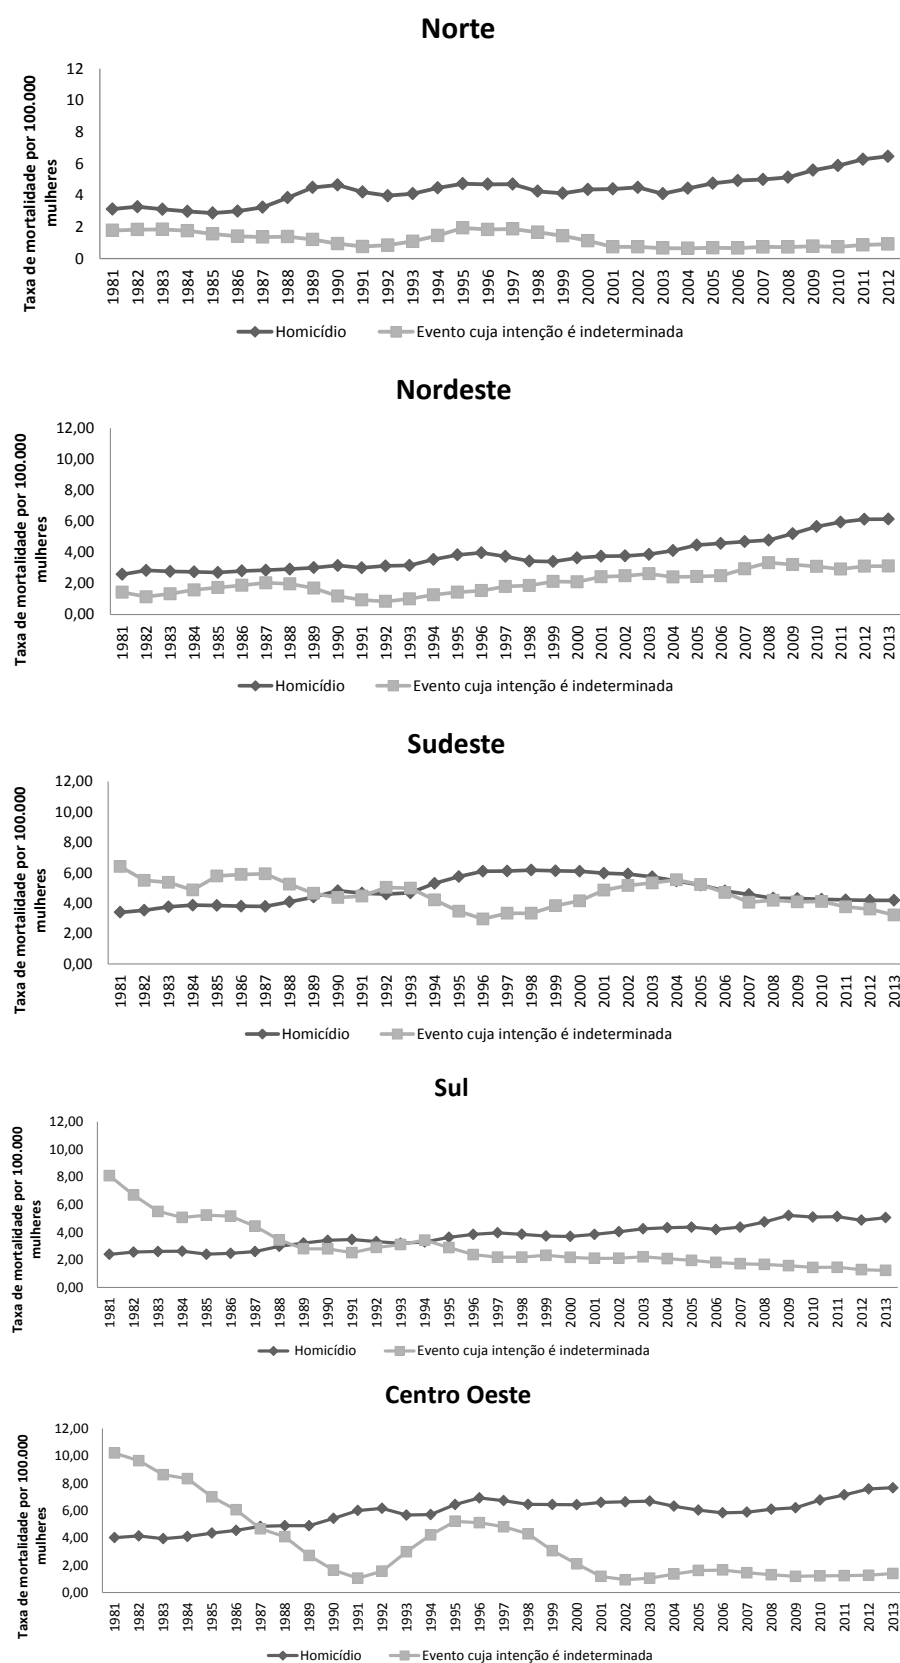 Norte
Taxa de mortalidade por 100.000
mulheres
12
10
8
6
4
2
0
1981 1982 1983 1984 1985 1986 1987 1988 1989 1990 1991 1992 1993 1994 1995 1996 1997 1998 1999 2000 2001 2002 2003 2004 2005 2006 2007 2008 2009 2010 2011 2012
Homicídio Evento cuja intenção é indeterminada
Nordeste
Taxa de mortalidade por 100.000
mulheres
12,00
10,00
8,00
6,00
4,00
2,00
0,00
1981 1982 1983 1984 1985 1986 1987 1988 1989 1990 1991 1992 1993 1994 1995 1996 1997 1998 1999 2000 2001 2002 2003 2004 2005 2006 2007 2008 2009 2010 2011 2012 2013
Homicídio Evento cuja intenção é indeterminada
Sudeste
Taxa de mortalidade por 100.000
mulheres
12,00
10,00
8,00
6,00
4,00
2,00
0,00
1981 1982 1983 1984 1985 1986 1987 1988 1989 1990 1991 1992 1993 1994 1995 1996 1997 1998 1999 2000 2001 2002 2003 2004 2005 2006 2007 2008 2009 2010 2011 2012 2013
Homicídio Evento cuja intenção é indeterminada
Sul
Taxa de mortalidade por 100.000
mulheres
12,00
10,00
8,00
6,00
4,00
2,00
0,00
1981 1982 1983 1984 1985 1986 1987 1988 1989 1990 1991 1992 1993 1994 1995 1996 1997 1998 1999 2000 2001 2002 2003 2004 2005 2006 2007 2008 2009 2010 2011 2012 2013
Homicídio Evento cuja intenção é indeterminada
Centro Oeste
Taxa de mortalidade por 100.000
mulheres
12,00
10,00
8,00
6,00
4,00
2,00
0,00
1981 1982 1983 1984 1985 1986 1987 1988 1989 1990 1991 1992 1993 1994 1995 1996 1997 1998 1999 2000 2001 2002 2003 2004 2005 2006 2007 2008 2009 2010 2011 2012 2013
Homicídio Evento cuja intenção é indeterminada